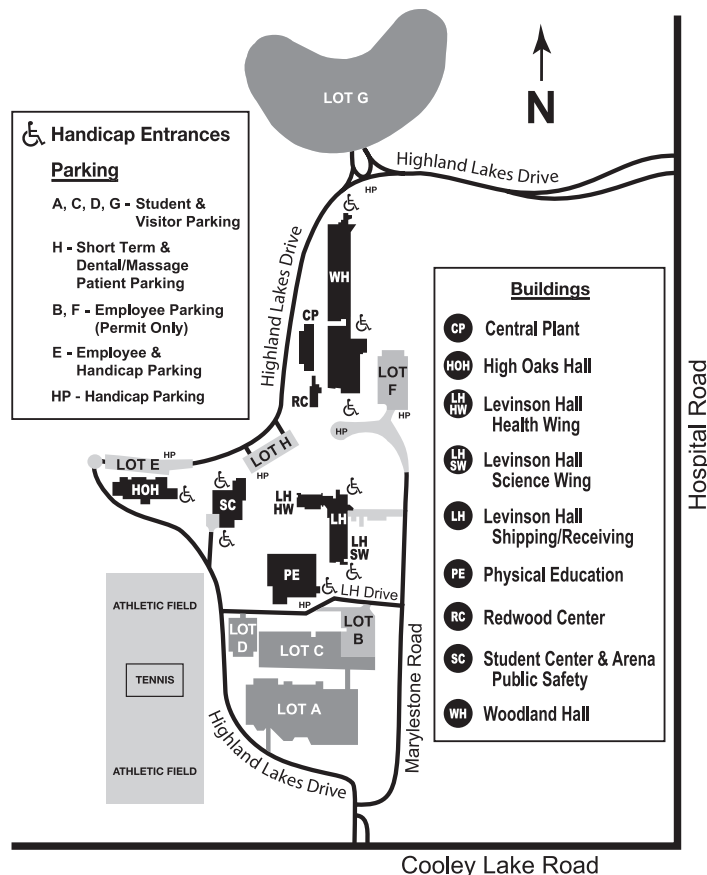 LOT G
N
Highland Lakes Drive
HP
Handicap Entrances
Parking
A, C, D, G - Student &
Visitor Parking
H - Short Term &
Dental/Massage
Patient Parking
B, F - Employee Parking
(Permit Only)
E - Employee &
Handicap Parking
HP - Handicap Parking
Highland Lakes Drive
WH
CP
RC
LOT
F
HP
HP
LOT H
HP
HP
LOT E
HOH
SC
LH
HW
LH
LH
SW
PE
HP
LH Drive
LOT
B
LOT
D
LOT C
LOT A
ATHLETIC FIELD
TENNIS
ATHLETIC FIELD
Highland Lakes Drive
Marylestone Road
Buildings
CP Central Plant
HOH High Oaks Hall
LH HW Levinson Hall
Health Wing
LH SW Levinson Hall
Science Wing
LH Levinson Hall
Shipping/Receiving
PE Physical Education
RC Redwood Center
SC Student Center & Arena
Public Safety
WH Woodland Hall
Hospital Road
Cooley Lake Road